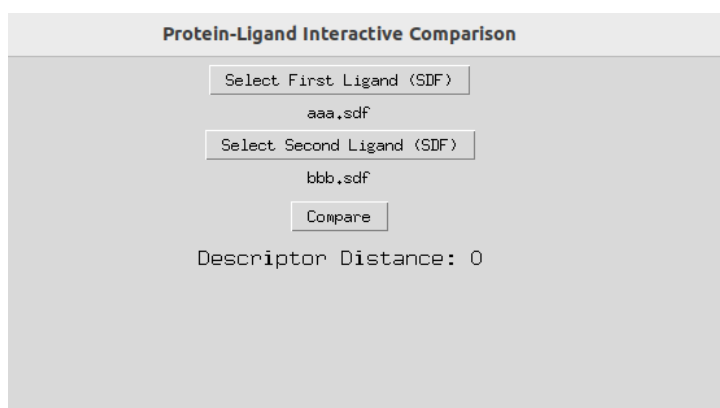 Protein-Ligand Interactive Comparison
Select First Ligand (SDF)
aaa.sdf
Select Second Ligand (SDF)
bbb.sdf
Compare
Descriptor Distance: 0